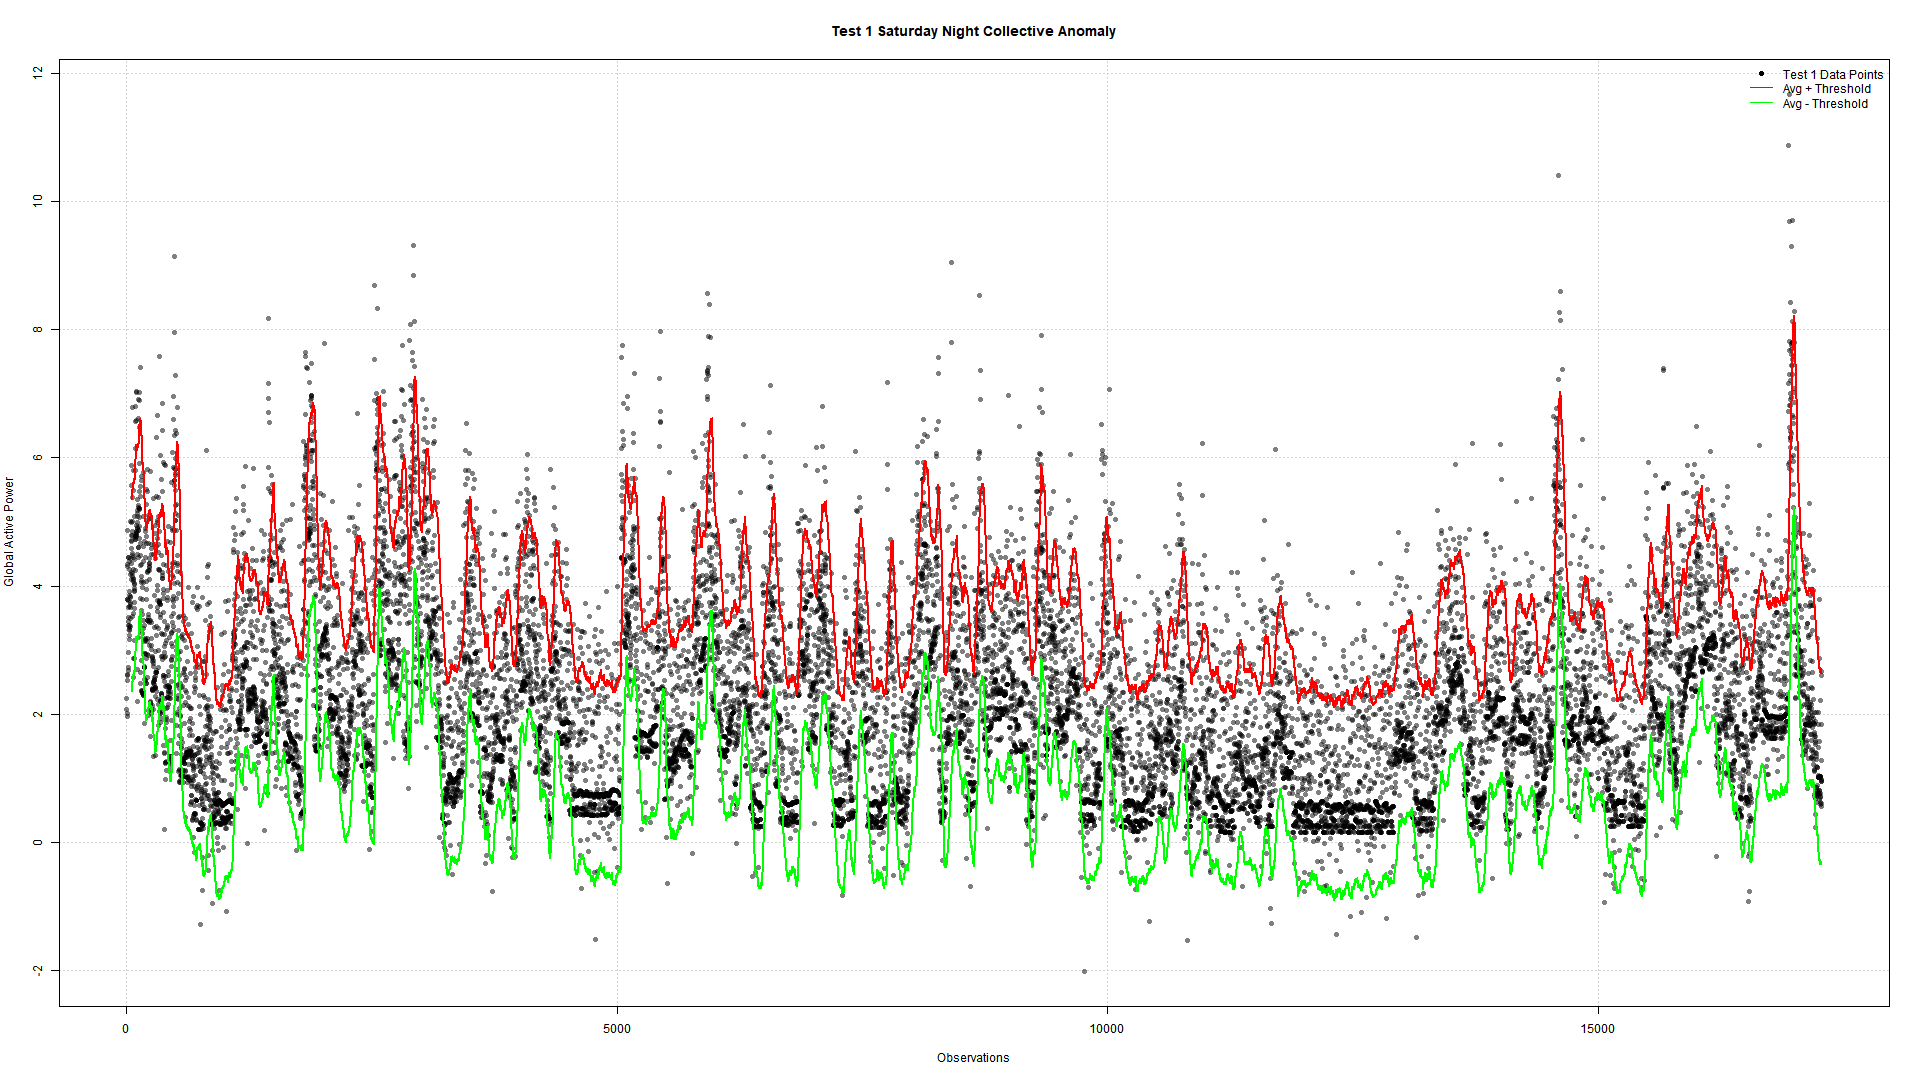 Test 1 Saturday Night Collective Anomaly
Test 1 Data Points
Avg + Threshold
Avg - Threshold
Global Active Power
12
10
8
6
4
2
0
-2
0 5000 10000 15000
Observations